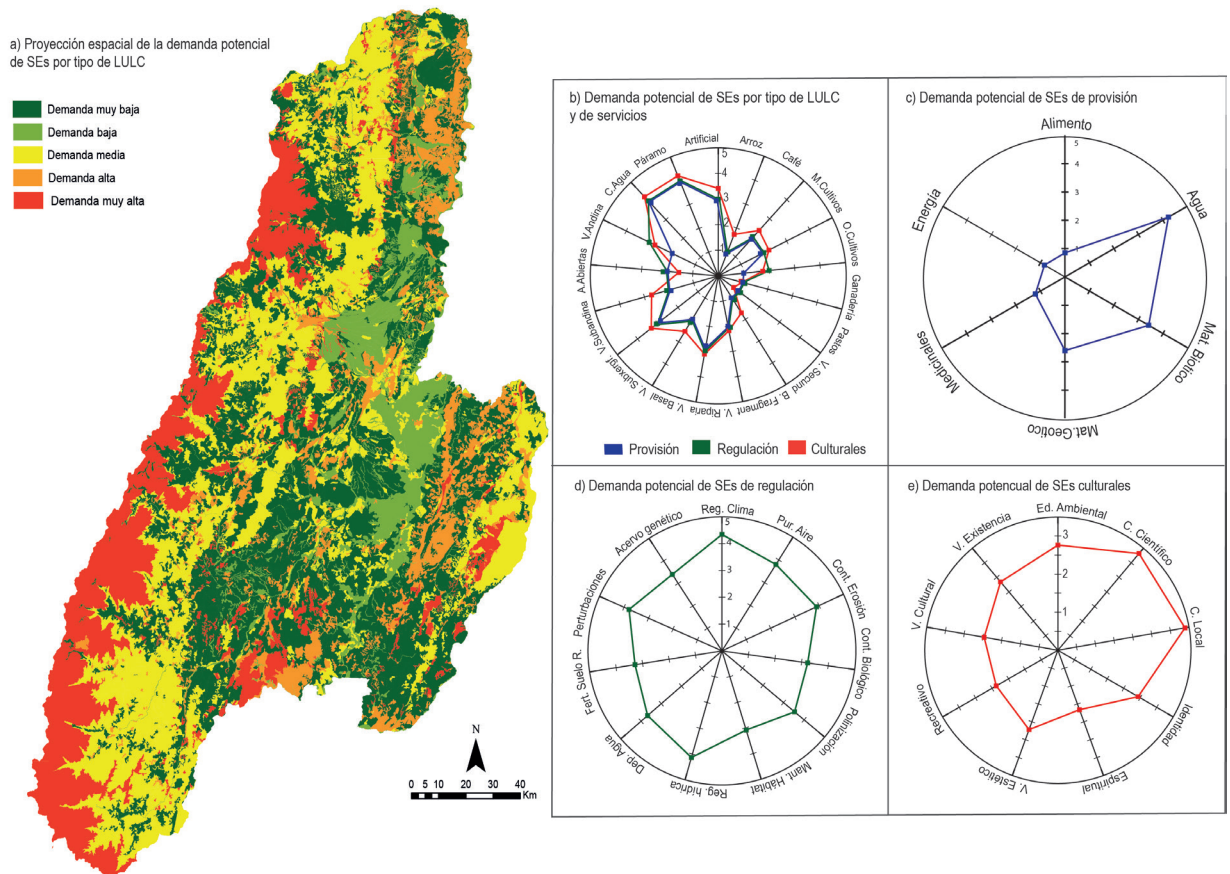 a) Proyección espacial de la demanda potencial
de SEs por tipo de LULC
Demanda muy baja
Demanda baja
Demanda media
Demanda alta
Demanda muy alta
N
0 5 10 20 30 40
Km
b) Demanda potencial de SEs por tipo de LULC
y de servicios
Artificial
Arroz
Café
M.Cultivos
O.Cultivos
Ganadería
Pastos
V. Secund
B. Fragment
V. Riparia
V. Basal
V. Subxergf.
V.Subandina
A.Abiertas
V.Andina
C.Agua
Páramo
5
4
3
2
1
Provisión
Regulación
Culturales
c) Demanda potencial de SEs de provisión
Alimento
Agua
Mat. Biótico
Mat.Geotico
Medicinales
Energía
5
4
3
2
1
d) Demanda potencial de SEs de regulación
Reg. Clima
Pur. Aire
Cont. Erosión
Cont. Biológico
Polinización
Mant. Hábitat
Reg. hídrica
Dep. Agua
Fert. Suelo R.
Perturbaciones
Acervo genético
5
4
3
2
1
e) Demanda potencual de SEs culturales
Ed. Ambiental
C. Científico
C. Local
Identidad
Espiritual
V. Estético
Recreativo
V. Cultural
V. Existencia
3
2
1